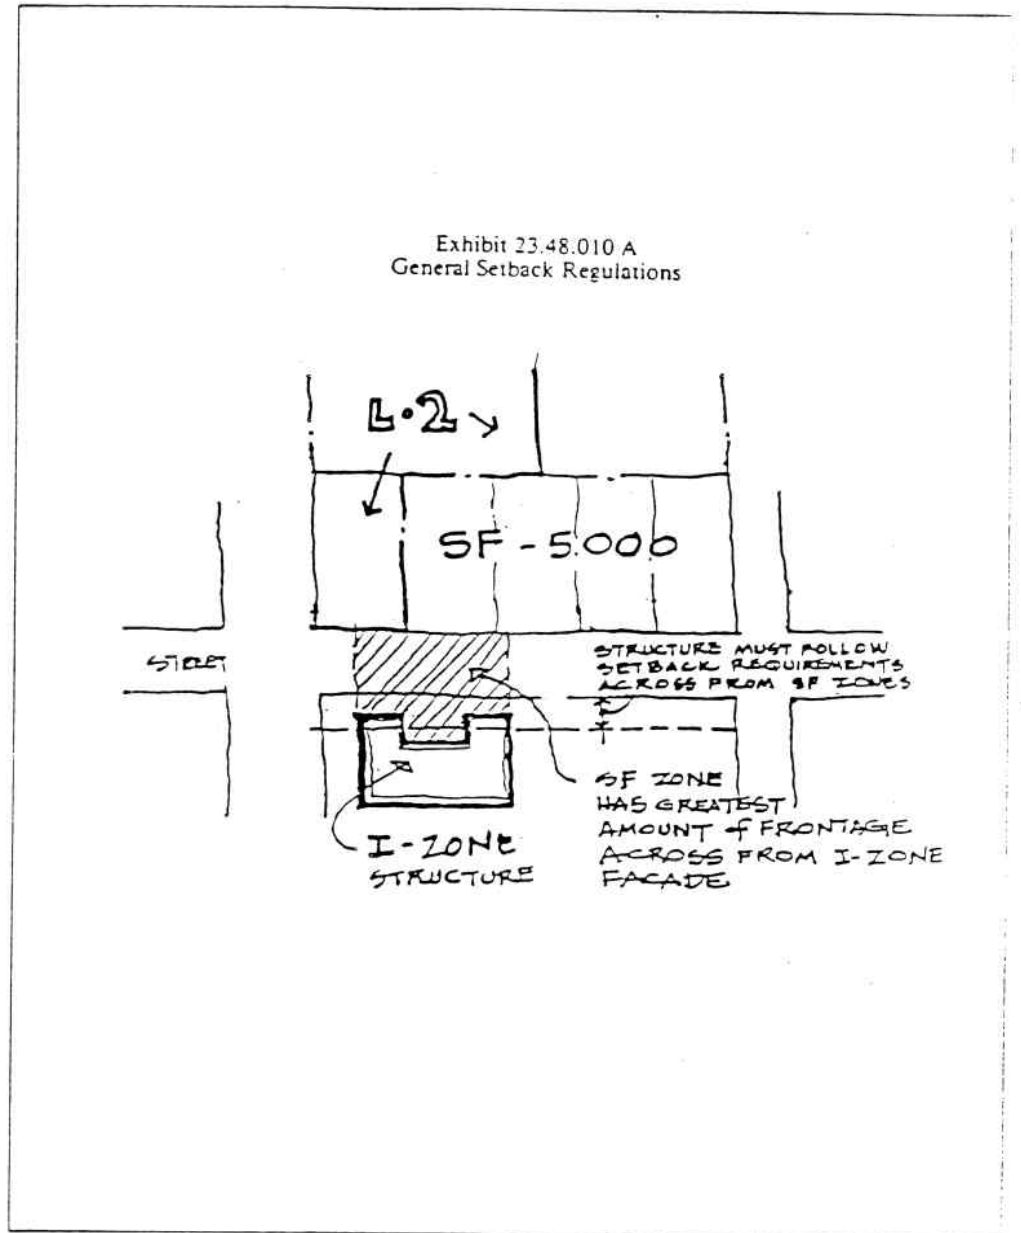 Exhibit 23.48.010 A
General Setback Regulations
L·2
SF - 5000
STREET
STRUCTURE MUST FOLLOW
SETBACK REQUIREMENTS
ACROSS FROM SF ZONES
SF ZONE
HAS GREATEST
AMOUNT of FRONTAGE
ACROSS FROM I-ZONE
FACADE
I-ZONE
STRUCTURE